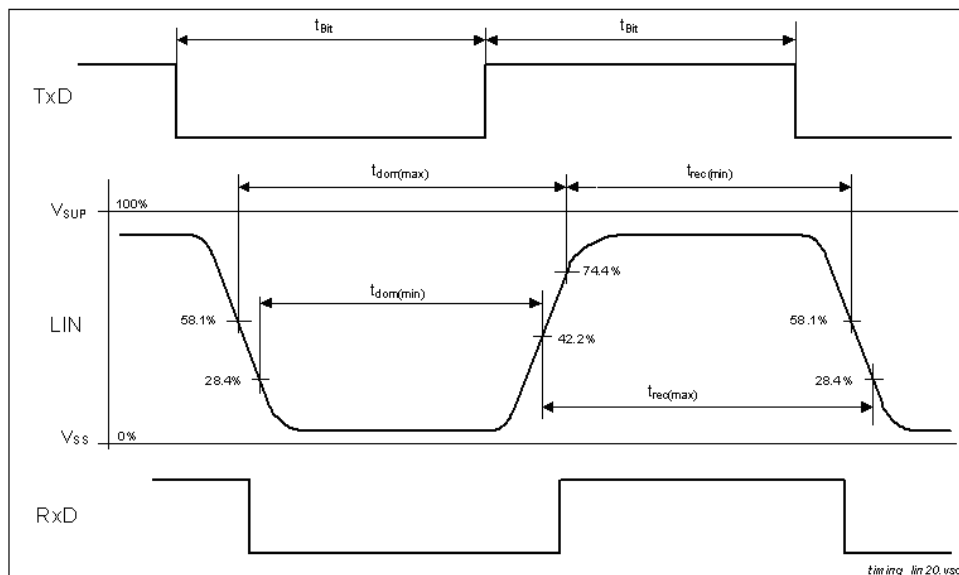 tBit
tBit
TxD
tdom(max)
trec(min)
VSUP
100%
74.4%
tdom(min)
LIN
58.1%
58.1%
42.2%
28.4%
28.4%
trec(max)
VSS
0%
RxD
timing_lin20.vsd